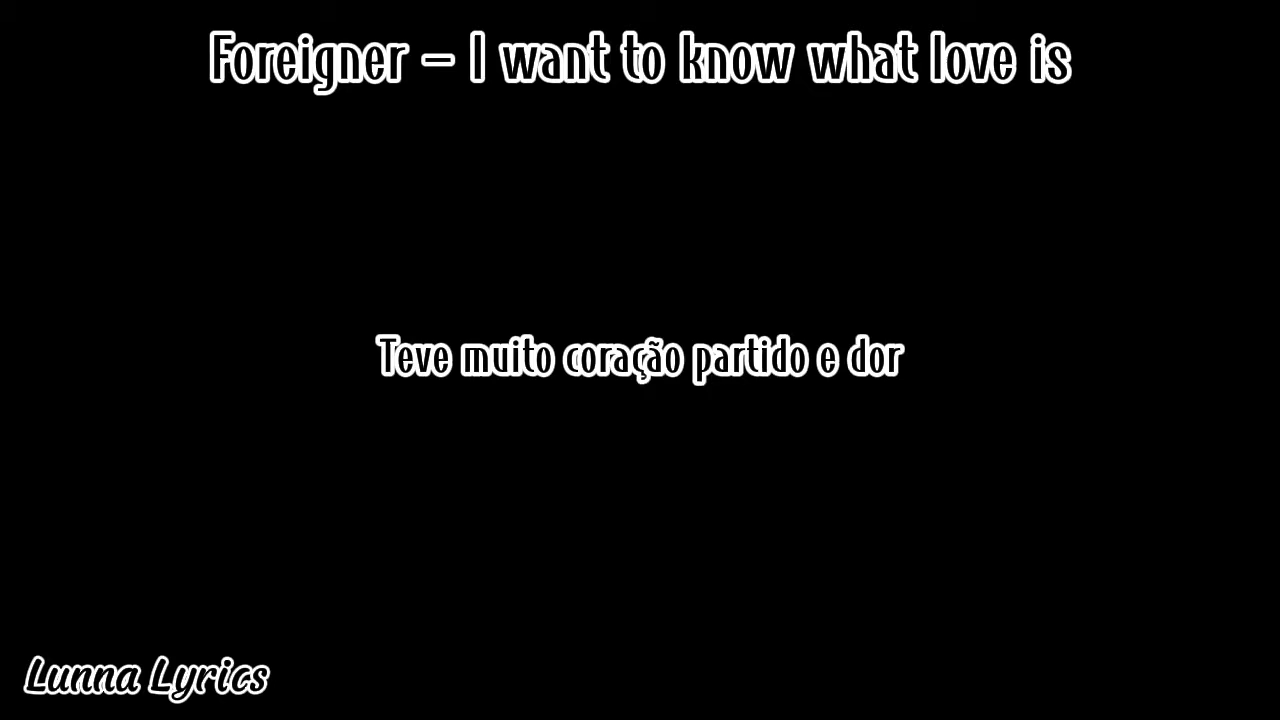 Foreigner - I want to know what love is
Teve muito coração partido e dor
Lunna Lyrics